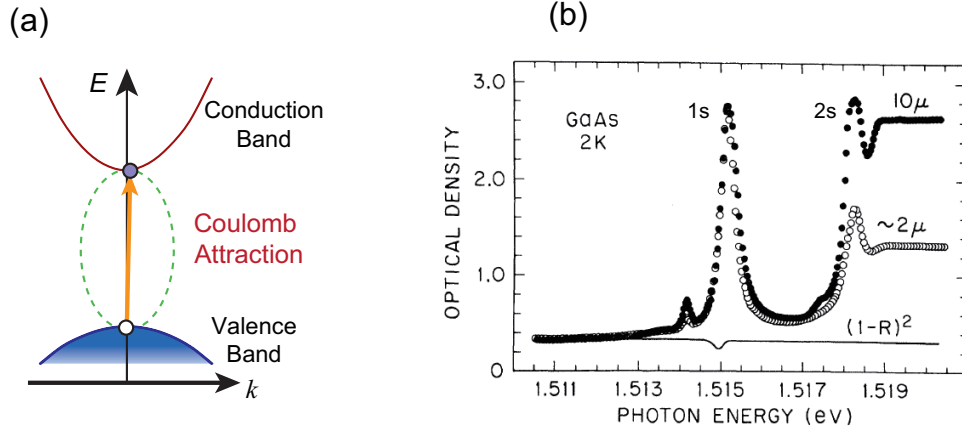 (a)
E
Conduction
Band
Coulomb
Attraction
Valence
Band
k
(b)
3.0
2.0
1.0
0
OPTICAL DENSITY
GaAs
2K
1s
2s
10μ
~2μ
(1-R)²
1.511
1.513
1.515
1.517
1.519
PHOTON ENERGY (eV)